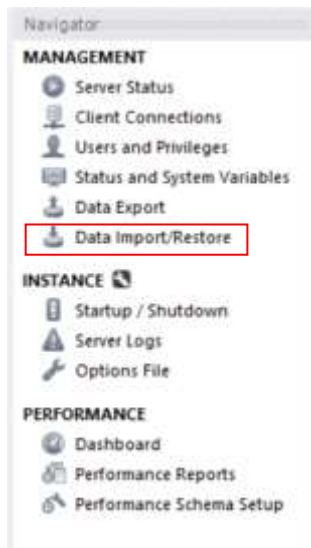 Navigator
MANAGEMENT
Server Status
Client Connections
Users and Privileges
Status and System Variables
Data Export
Data Import/Restore
INSTANCE
Startup / Shutdown
Server Logs
Options File
PERFORMANCE
Dashboard
Performance Reports
Performance Schema Setup